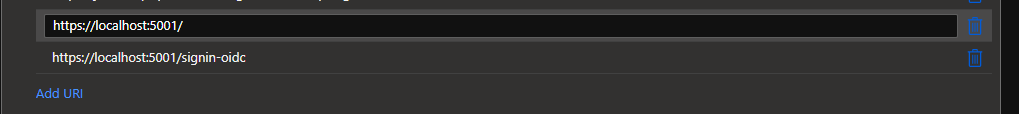 https://localhost:5001/
https://localhost:5001/signin-oidc
Add URI